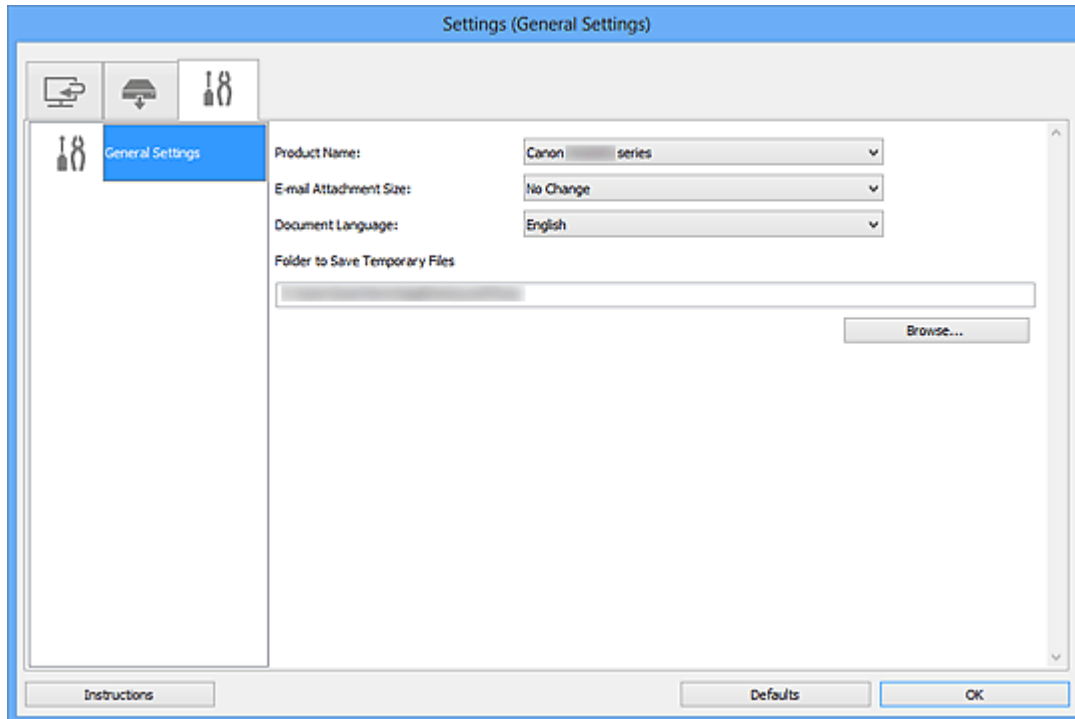 Settings (General Settings)
General Settings
Product Name: Canon series
E-mail Attachment Size: No Change
Document Language: English
Folder to Save Temporary Files
Browse...
Instructions Defaults OK